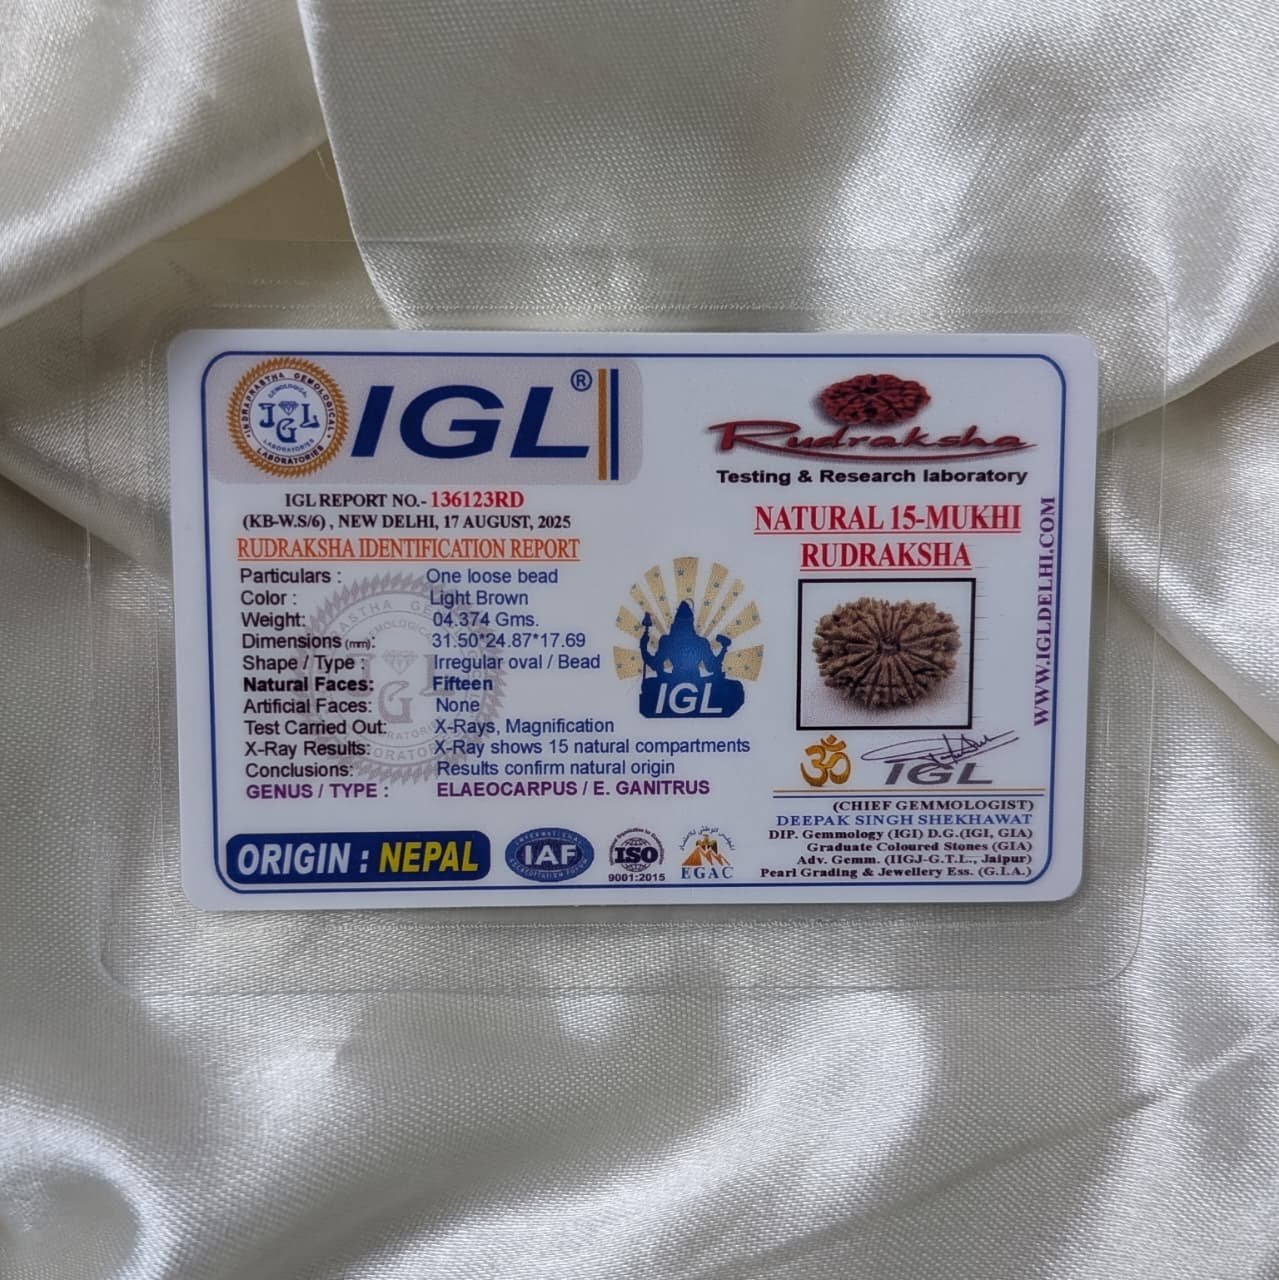 INDRAPRASTHA GEMOLOGICAL LABORATORIES
GEMOLOGICAL
IGL
LABORATORIES
IGL®
Rudraksha
Testing & Research laboratory
IGL REPORT NO.- 136123RD
(KB-W.S/6) , NEW DELHI, 17 AUGUST, 2025
RUDRAKSHA IDENTIFICATION REPORT
Particulars : One loose bead
Color : Light Brown
Weight: 04.374 Gms.
Dimensions (mm): 31.50*24.87*17.69
Shape / Type : Irregular oval / Bead
Natural Faces: Fifteen
Artificial Faces: None
Test Carried Out: X-Rays, Magnification
X-Ray Results: X-Ray shows 15 natural compartments
Conclusions: Results confirm natural origin
GENUS / TYPE : ELAEOCARPUS / E. GANITRUS
ORIGIN : NEPAL
IAF
ISO
9001:2015
EGAC
IGL
NATURAL 15-MUKHI
RUDRAKSHA
WWW.IGLDELHI.COM
ॐ
IGL
(CHIEF GEMMOLOGIST)
DEEPAK SINGH SHEKHAWAT
DIP. Gemmology (IGI) D.G.(IGI, GIA)
Graduate Coloured Stones (GIA)
Adv. Gemm. (IIGJ-G.T.L., Jaipur)
Pearl Grading & Jewellery Ess. (G.I.A.)